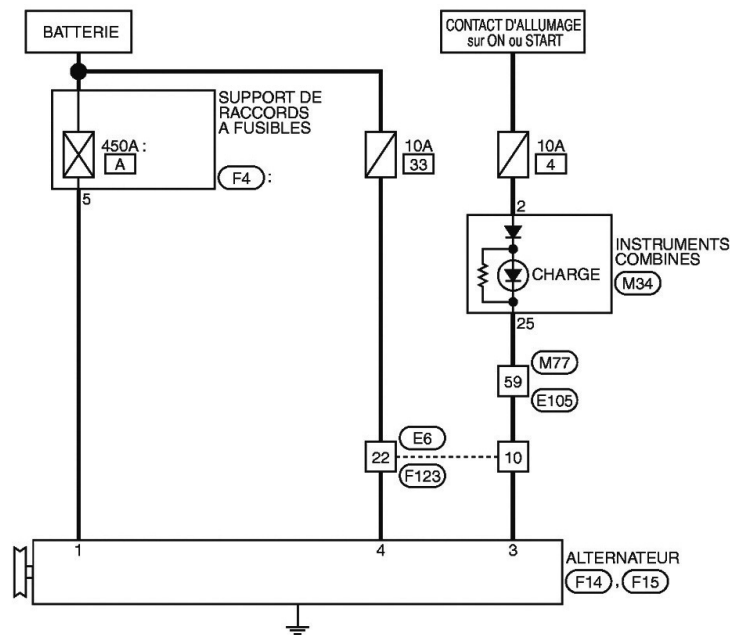 BATTERIE
CONTACT D'ALLUMAGE
sur ON ou START
SUPPORT DE
RACCORDS
A FUSIBLES
450A :
A
F4 :
5
10A
33
10A
4
2
INSTRUMENTS
COMBINES
M34
CHARGE
25
M77
59
E105
E6
22
F123
10
1
4
3
ALTERNATEUR
F14 , F15